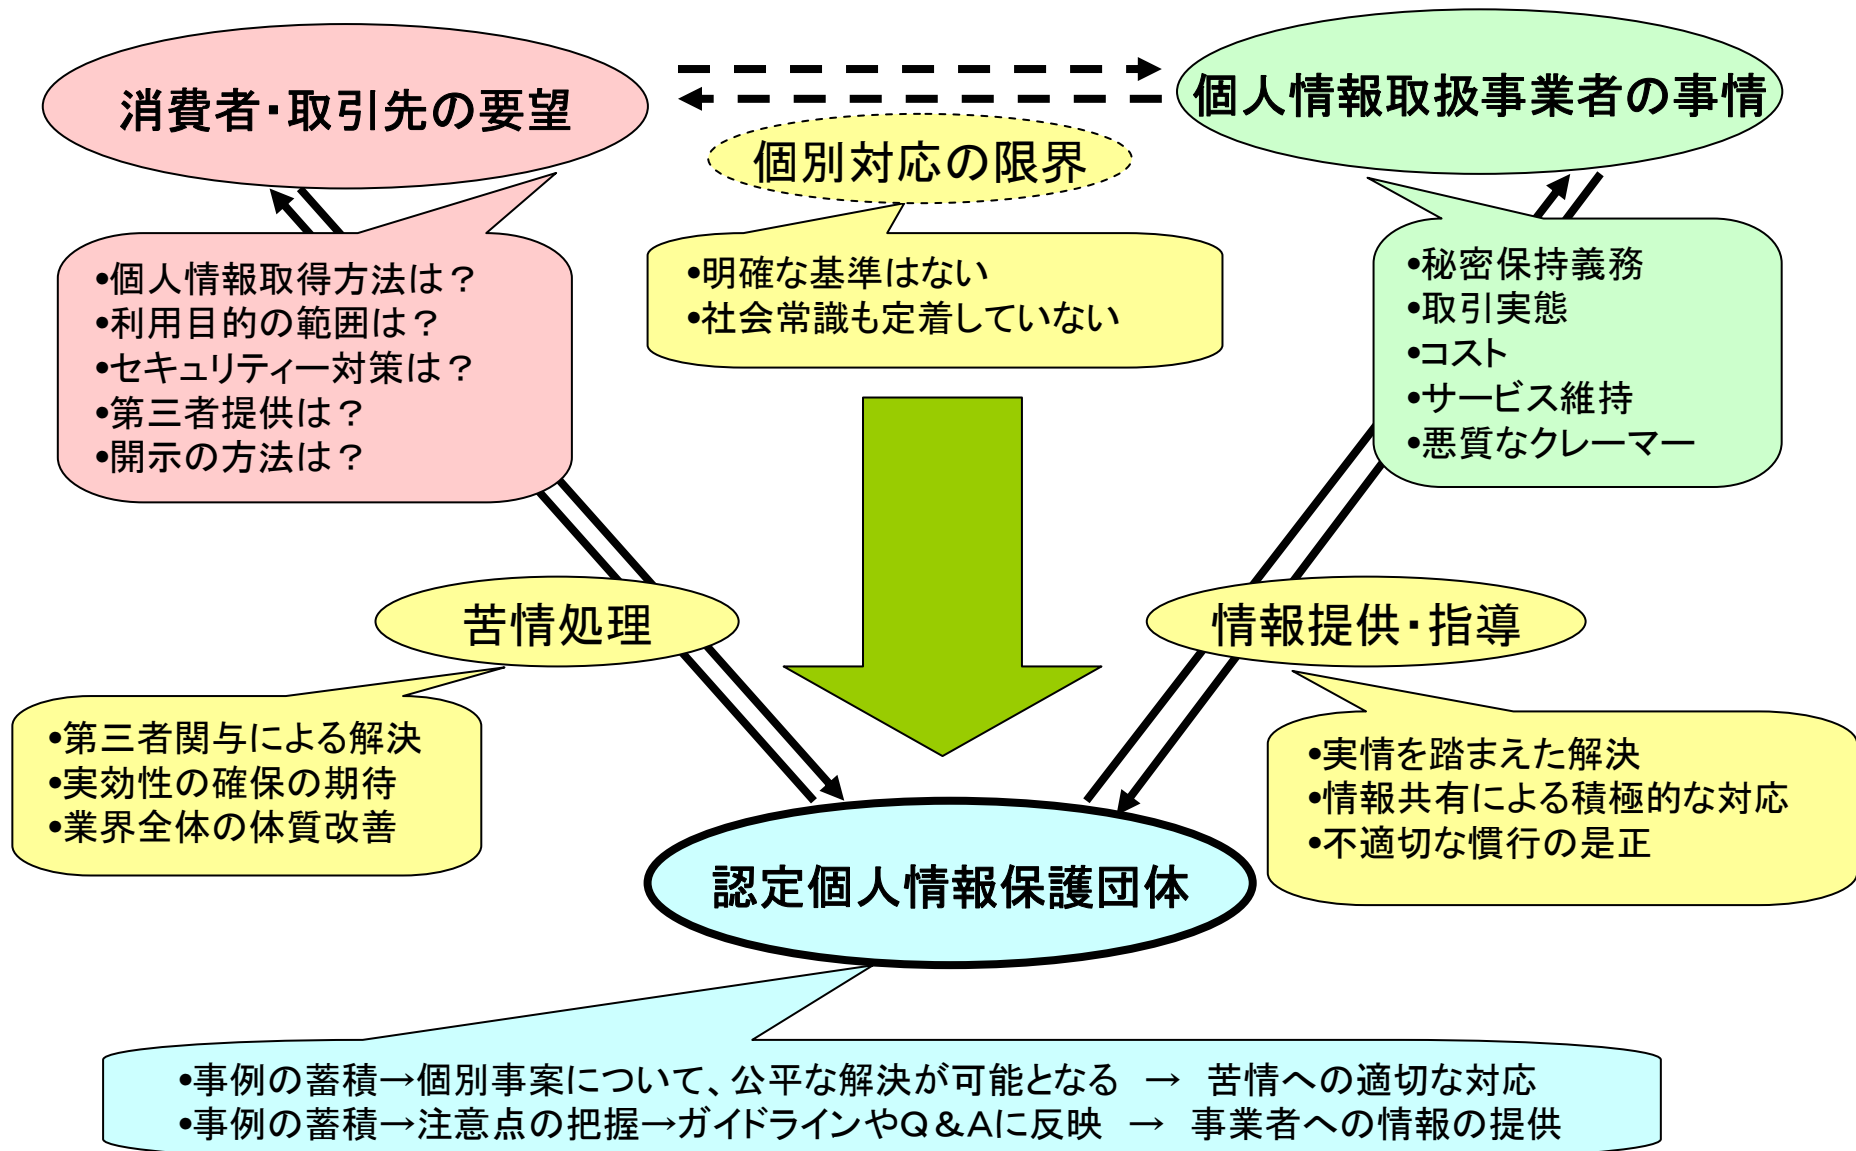 消費者・取引先の要望
個人情報取扱事業者の事情
個別対応の限界
•個人情報取得方法は？
•利用目的の範囲は？
•セキュリティー対策は？
•第三者提供は？
•開示の方法は？
•明確な基準はない
•社会常識も定着していない
•秘密保持義務
•取引実態
•コスト
•サービス維持
•悪質なクレーマー
苦情処理
情報提供・指導
•第三者関与による解決
•実効性の確保の期待
•業界全体の体質改善
•実情を踏まえた解決
•情報共有による積極的な対応
•不適切な慣行の是正
認定個人情報保護団体
•事例の蓄積→個別事案について、公平な解決が可能となる → 苦情への適切な対応
•事例の蓄積→注意点の把握→ガイドラインやＱ＆Ａに反映 → 事業者への情報の提供